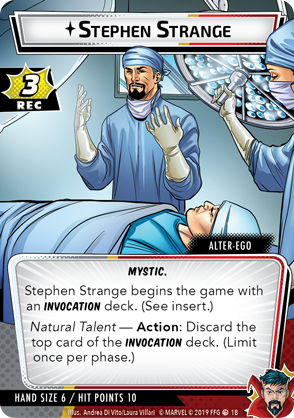 STEPHEN STRANGE
3
REC
ALTER-EGO
MYSTIC.
Stephen Strange begins the game with
an INVOCATION deck. (See insert.)
Natural Talent — Action: Discard the
top card of the INVOCATION deck. (Limit
once per phase.)
HAND SIZE 6 / HIT POINTS 10
Illus. Andrea Di Vito/Laura Villari © MARVEL © 2019 FFG 18